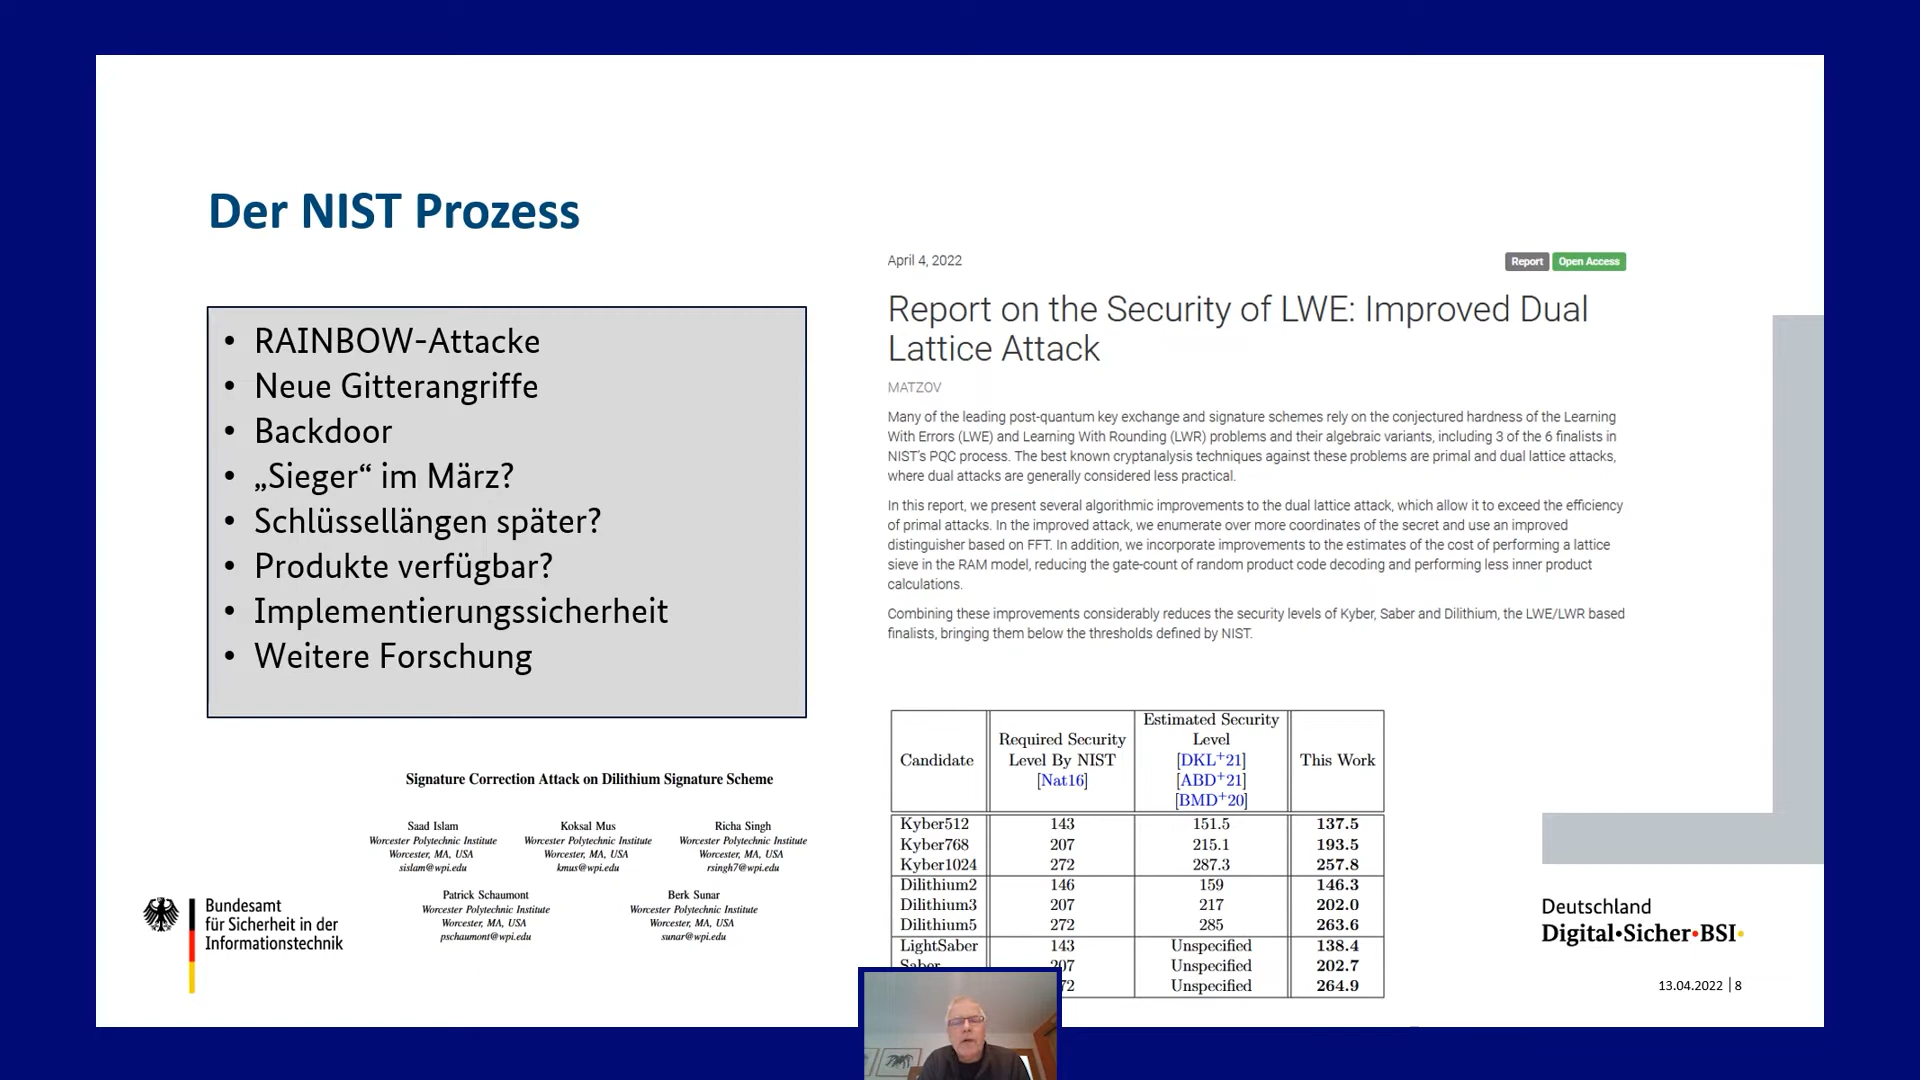 Der NIST Prozess
• RAINBOW-Attacke
• Neue Gitterangriffe
• Backdoor
• „Sieger“ im März?
• Schlüssellängen später?
• Produkte verfügbar?
• Implementierungssicherheit
• Weitere Forschung
April 4, 2022
Report
Open Access
Report on the Security of LWE: Improved Dual
Lattice Attack
MATZOV
Many of the leading post-quantum key exchange and signature schemes rely on the conjectured hardness of the Learning
With Errors (LWE) and Learning With Rounding (LWR) problems and their algebraic variants, including 3 of the 6 finalists in
NIST's PQC process. The best known cryptanalysis techniques against these problems are primal and dual lattice attacks,
where dual attacks are generally considered less practical.
In this report, we present several algorithmic improvements to the dual lattice attack, which allow it to exceed the efficiency
of primal attacks. In the improved attack, we enumerate over more coordinates of the secret and use an improved
distinguisher based on FFT. In addition, we incorporate improvements to the estimates of the cost of performing a lattice
sieve in the RAM model, reducing the gate-count of random product code decoding and performing less inner product
calculations.
Combining these improvements considerably reduces the security levels of Kyber, Saber and Dilithium, the LWE/LWR based
finalists, bringing them below the thresholds defined by NIST.
Signature Correction Attack on Dilithium Signature Scheme
Saad Islam
Worcester Polytechnic Institute
Worcester, MA, USA
sislam@wpi.edu
Koksal Mus
Worcester Polytechnic Institute
Worcester, MA, USA
kmus@wpi.edu
Richa Singh
Worcester Polytechnic Institute
Worcester, MA, USA
rsingh7@wpi.edu
Patrick Schaumont
Worcester Polytechnic Institute
Worcester, MA, USA
pschaumont@wpi.edu
Berk Sunar
Worcester Polytechnic Institute
Worcester, MA, USA
sunar@wpi.edu
Candidate
Required Security
Level By NIST
[Nat16]
Estimated Security
Level
[DKL+21]
[ABD+21]
[BMD+20]
This Work
Kyber512 143 151.5 137.5
Kyber768 207 215.1 193.5
Kyber1024 272 287.3 257.8
Dilithium2 146 159 146.3
Dilithium3 207 217 202.0
Dilithium5 272 285 263.6
LightSaber 143 Unspecified 138.4
Saber 207 Unspecified 202.7
72 Unspecified 264.9
Bundesamt
für Sicherheit in der
Informationstechnik
Deutschland
Digital•Sicher•BSI•
13.04.2022 | 8